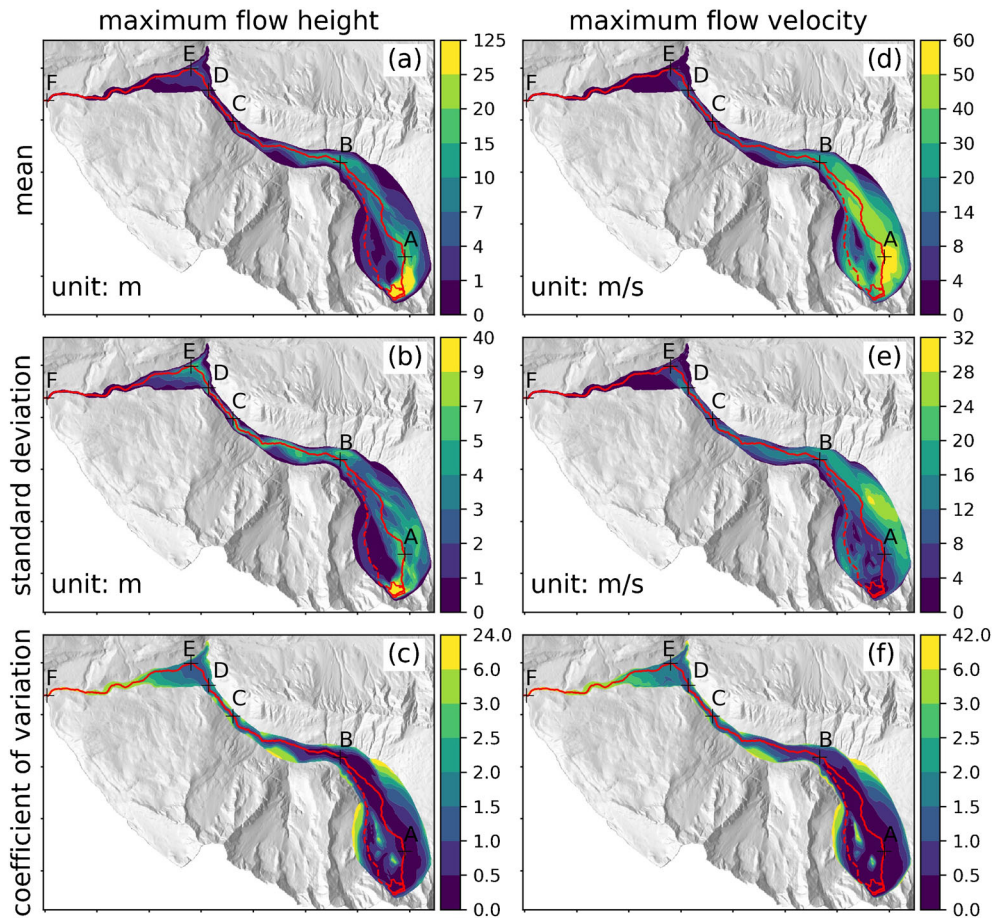 maximum flow height
maximum flow velocity
mean
(a)
F
E
D
C
B
A
unit: m
125
25
20
15
10
7
4
1
0
(d)
F
E
D
C
B
A
unit: m/s
60
50
40
30
20
14
8
4
0
standard deviation
(b)
F
E
D
C
B
A
unit: m
40
9
7
5
4
3
2
1
0
(e)
F
E
D
C
B
A
unit: m/s
32
28
24
20
16
12
8
4
0
coefficient of variation
(c)
F
E
D
C
B
A
24.0
6.0
3.0
2.5
2.0
1.5
1.0
0.5
0.0
(f)
F
E
D
C
B
A
42.0
6.0
3.0
2.5
2.0
1.5
1.0
0.5
0.0